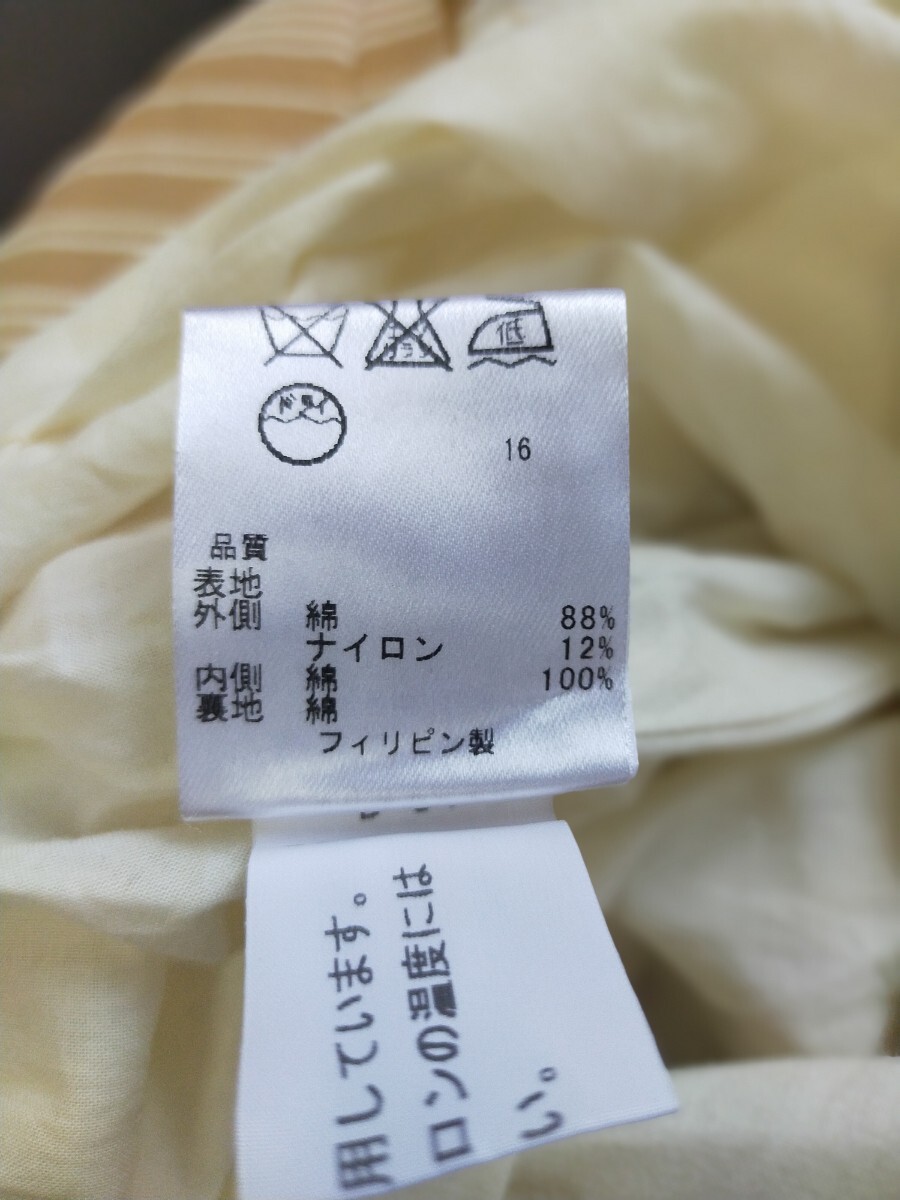 低
ドライ
16
品質
表地
外側 綿 88%
ナイロン 12%
内側 綿 100%
裏地 綿
フィリピン製
用しています。
ロンの温度には
い。